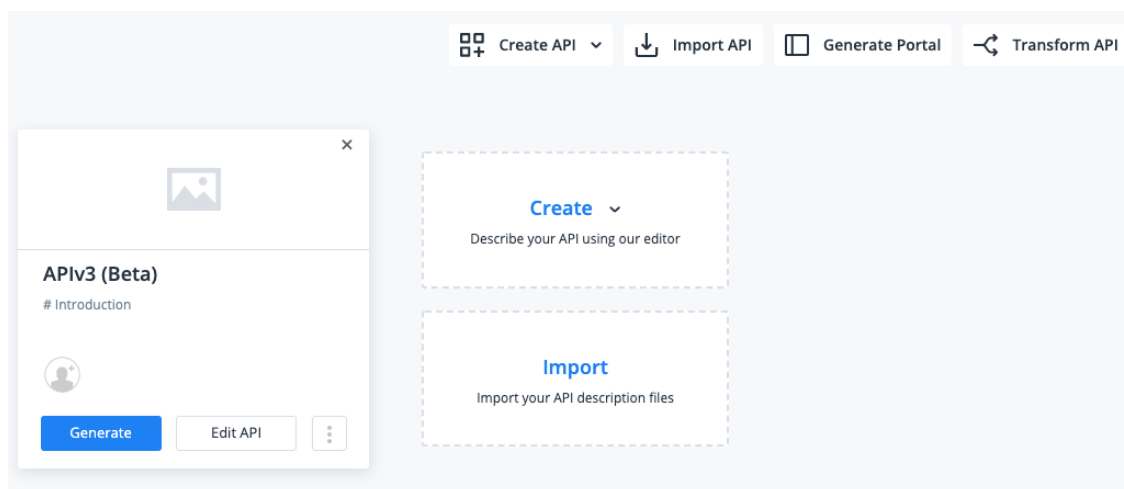 Create API
Import API
Generate Portal
Transform API
APIv3 (Beta)
# Introduction
Generate
Edit API
Create
Describe your API using our editor
Import
Import your API description files